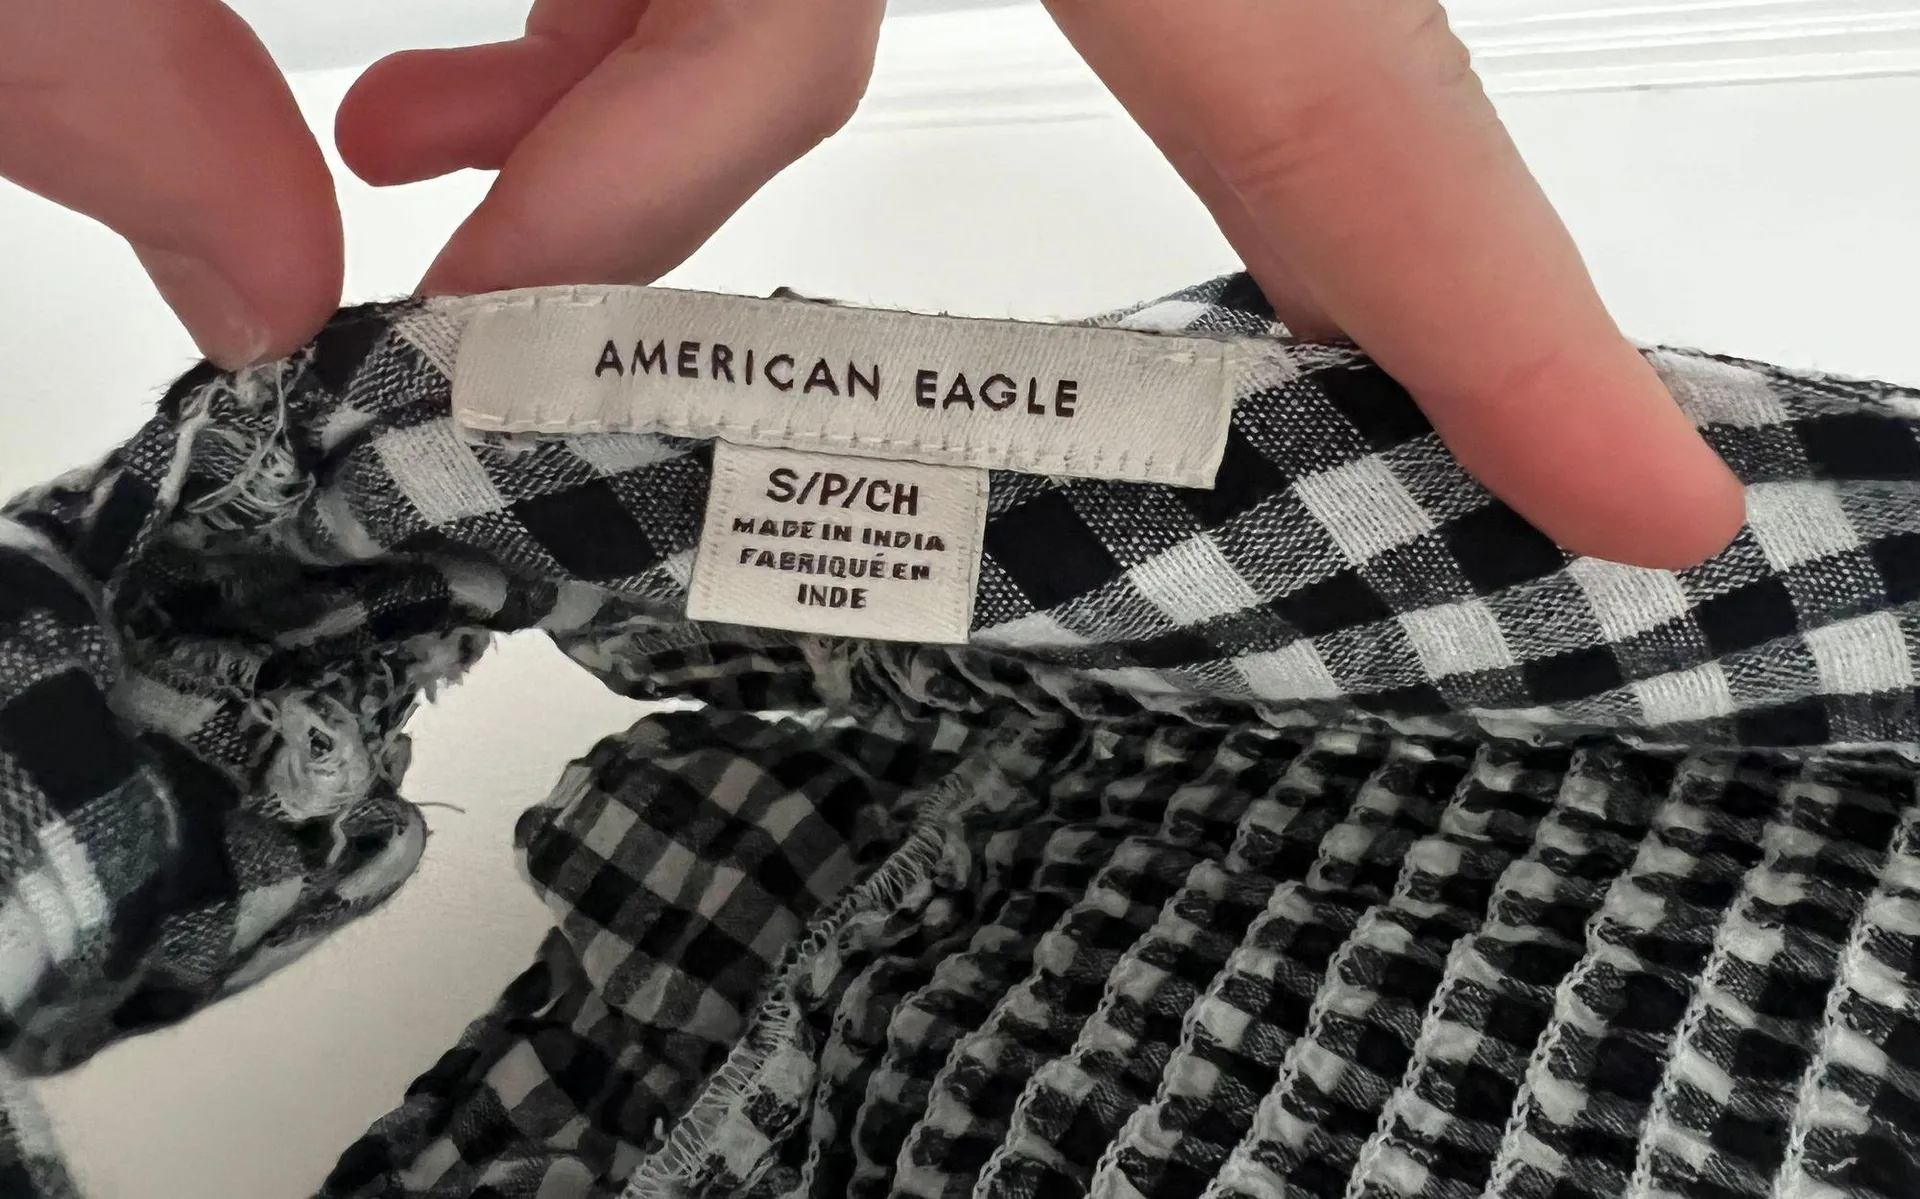 AMERICAN EAGLE
S/P/CH
MADE IN INDIA
FABRIQUÉ EN
INDE